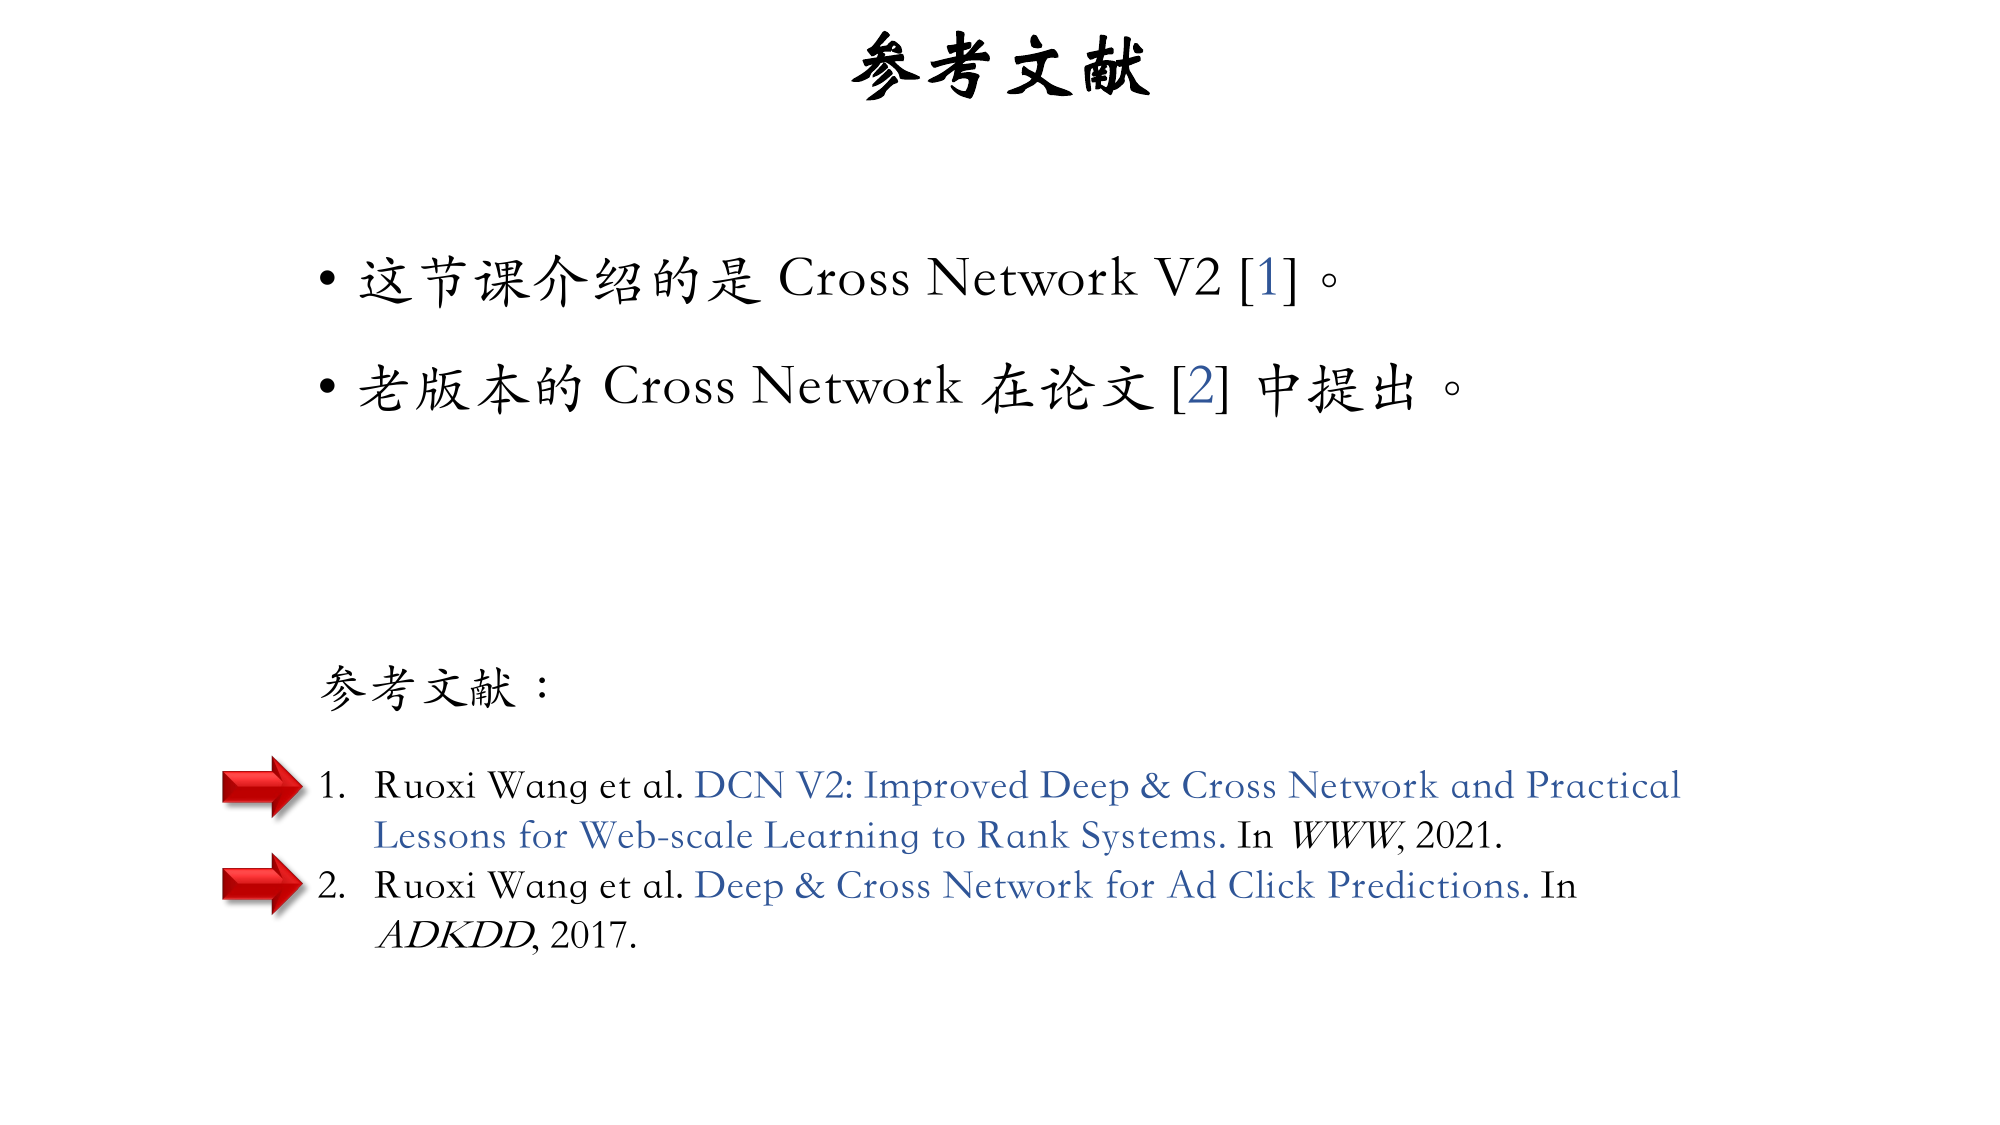 参考文献
• 这节课介绍的是 Cross Network V2 [1]。
• 老版本的 Cross Network 在论文 [2] 中提出。
参考文献：
1. Ruoxi Wang et al. DCN V2: Improved Deep & Cross Network and Practical
Lessons for Web-scale Learning to Rank Systems. In WWW, 2021.
2. Ruoxi Wang et al. Deep & Cross Network for Ad Click Predictions. In
ADKDD, 2017.